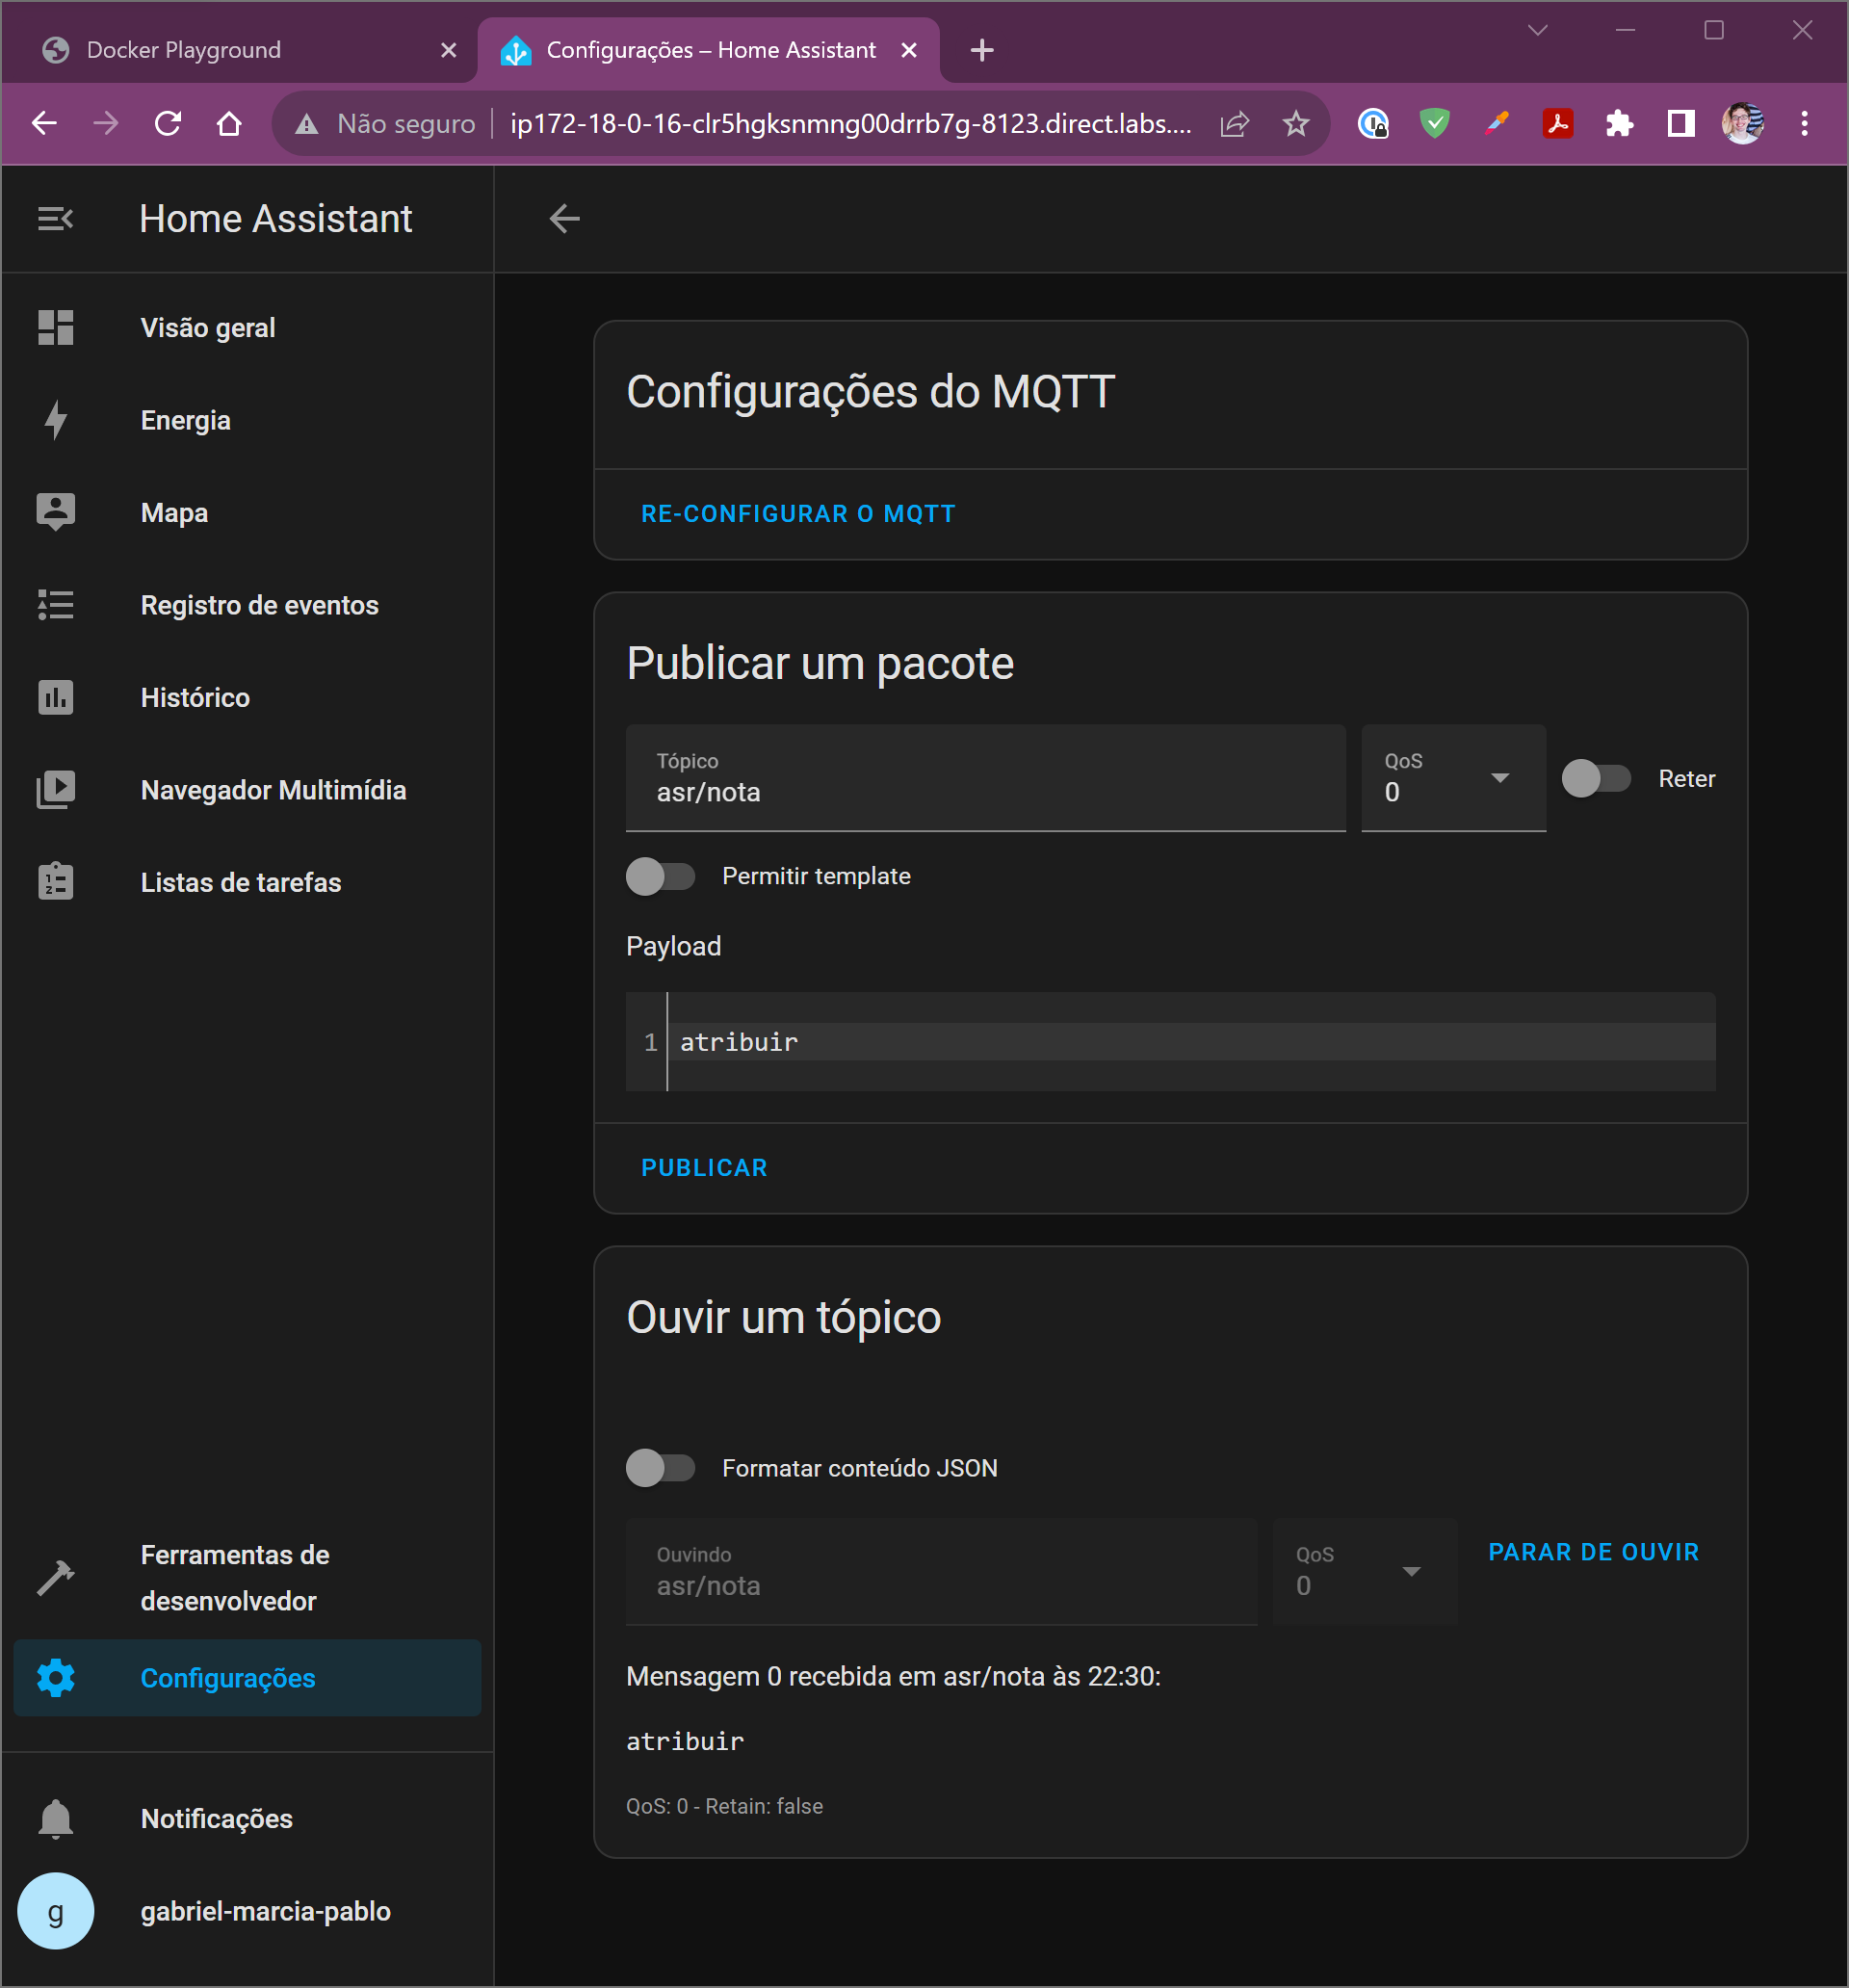 Docker Playground
Configurações – Home Assistant
Não seguro
ip172-18-0-16-clr5hgksnmng00drrb7g-8123.direct.labs....
Home Assistant
Visão geral
Energia
Mapa
Registro de eventos
Histórico
Navegador Multimídia
Listas de tarefas
Ferramentas de
desenvolvedor
Configurações
Notificações
g
gabriel-marcia-pablo
Configurações do MQTT
RE-CONFIGURAR O MQTT
Publicar um pacote
Tópico
asr/nota
QoS
0
Reter
Permitir template
Payload
1 atribuir
PUBLICAR
Ouvir um tópico
Formatar conteúdo JSON
Ouvindo
asr/nota
QoS
0
PARAR DE OUVIR
Mensagem 0 recebida em asr/nota às 22:30:
atribuir
QoS: 0 - Retain: false